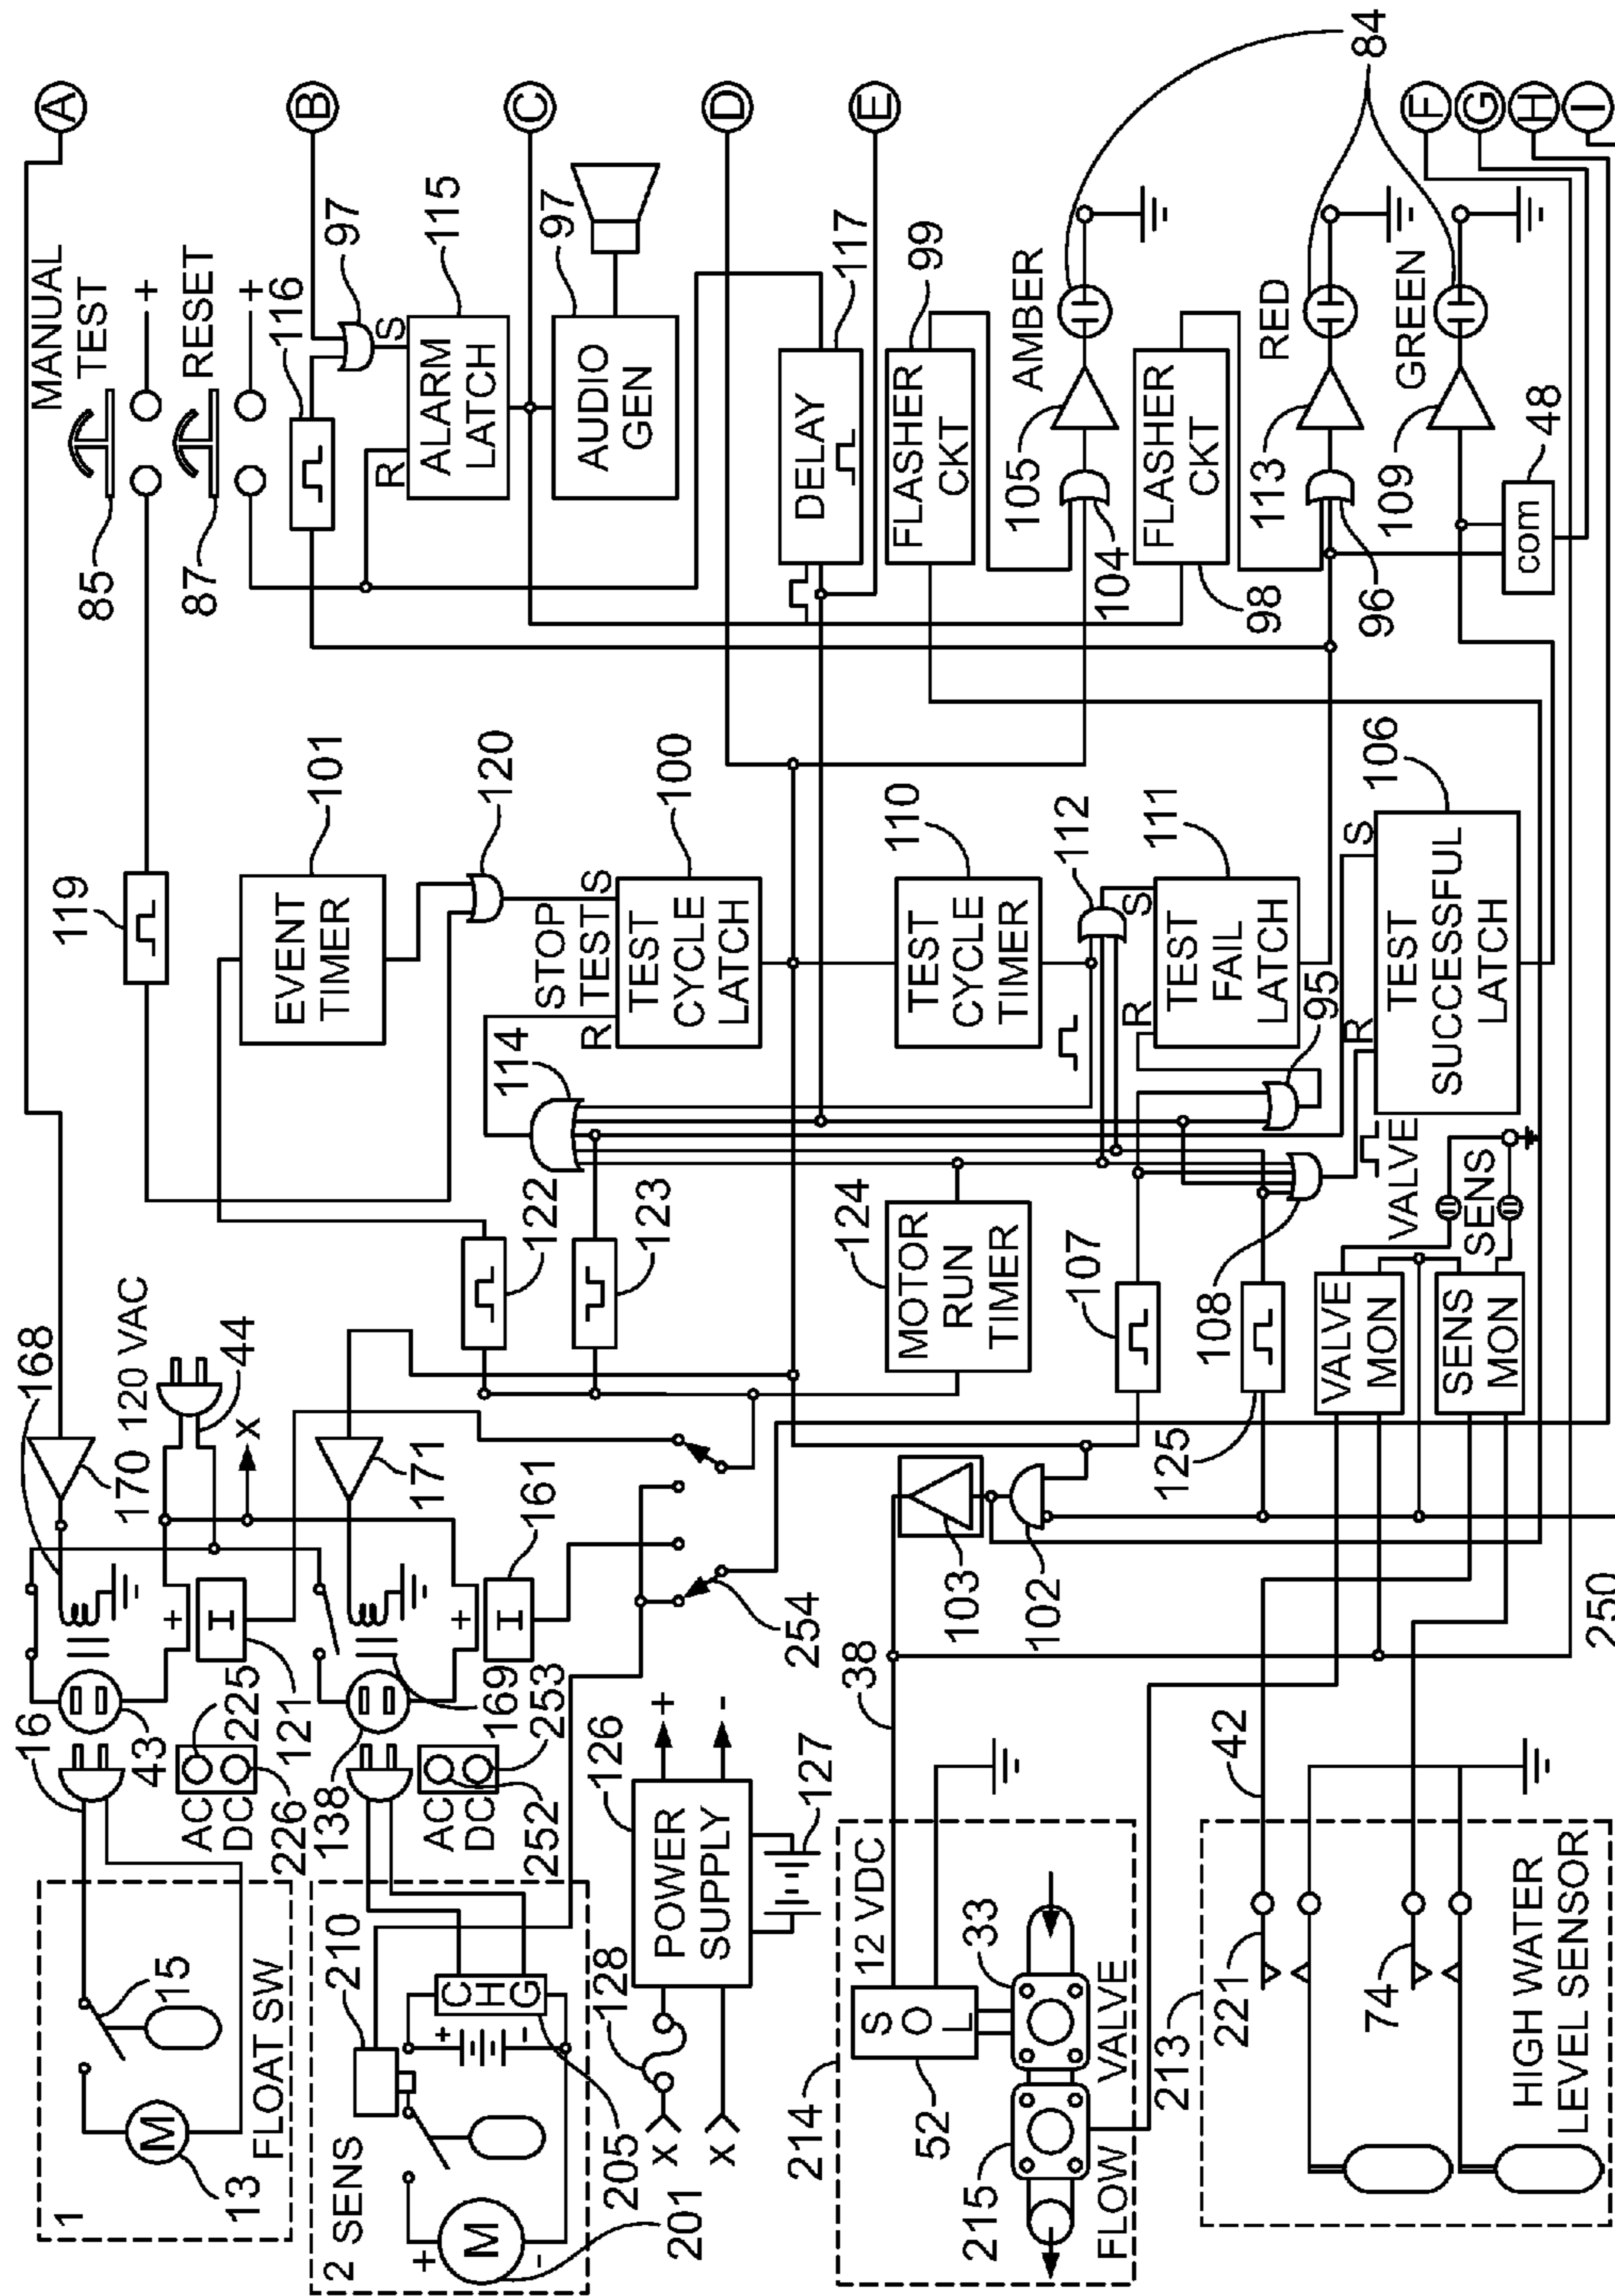 A
B
C
D
E
F
G
H
I
84
MANUAL
TEST
+
RESET
+
85
87
116
97
S
R
ALARM
LATCH
115
AUDIO
GEN
97
DELAY
117
FLASHER
CKT
99
AMBER
105
104
FLASHER
CKT
98
RED
113
96
GREEN
109
com
48
119
EVENT
TIMER
101
120
STOP
TEST
S
R
TEST
CYCLE
LATCH
100
114
TEST
CYCLE
TIMER
110
112
S
R
TEST
FAIL
LATCH
111
95
S
R
TEST
SUCCESSFUL
LATCH
106
168
120 VAC
44
X
170
171
122
123
MOTOR
RUN
TIMER
124
107
108
125
VALVE
MON
VALVE
SENS
MON
SENS
16
43
+
I
121
AC
DC
225
226
138
169
+
I
161
AC
DC
252
253
254
103
102
38
42
250
1
M
13
15
FLOAT SW
2 SENS
210
+
M
-
201
+
-
CHG
205
128
X
X
POWER
SUPPLY
126
+
-
127
214
12 VDC
SOL
52
33
215
FLOW
VALVE
213
221
74
HIGH WATER
LEVEL SENSOR